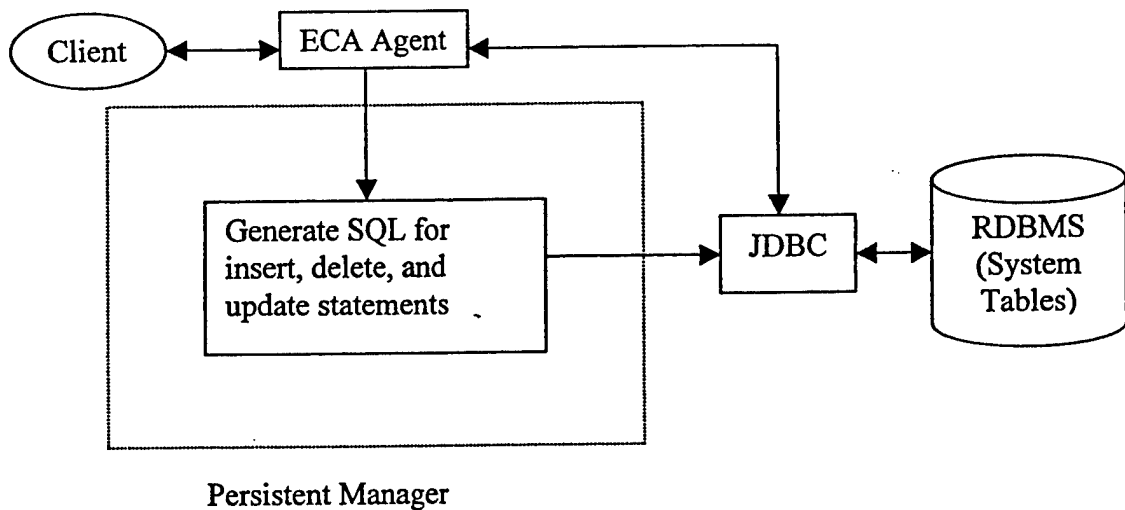 Client
ECA Agent
Generate SQL for
insert, delete, and
update statements
JDBC
RDBMS
(System
Tables)
Persistent Manager